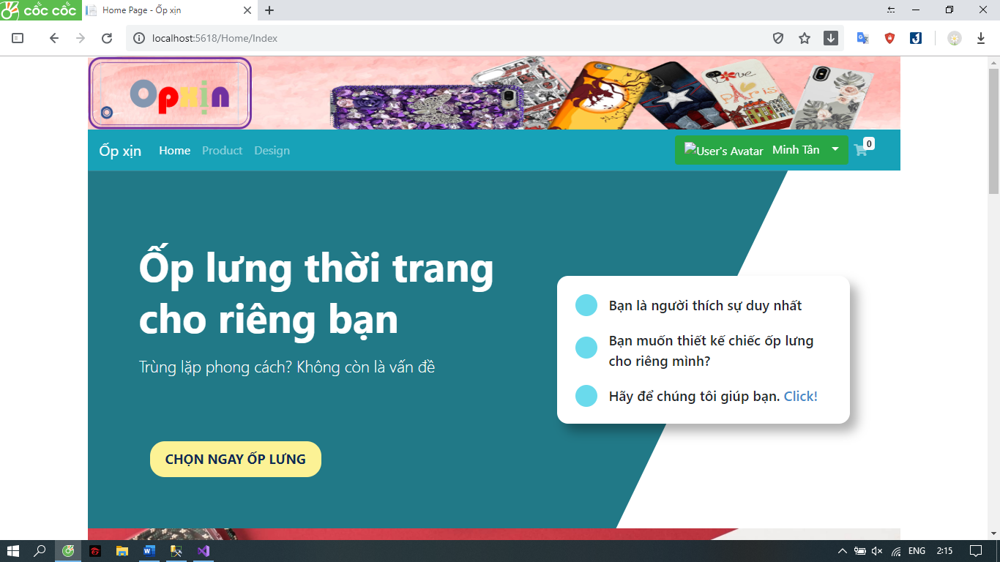 cốc cốc
Home Page - Ốp xịn
localhost:5618/Home/Index
Opxịn
love
PARIS
Ốp xịn Home Product Design User's Avatar Minh Tân 0
Ốp lưng thời trang
cho riêng bạn
Trùng lặp phong cách? Không còn là vấn đề
CHỌN NGAY ỐP LƯNG
Bạn là người thích sự duy nhất
Bạn muốn thiết kế chiếc ốp lưng
cho riêng mình?
Hãy để chúng tôi giúp bạn. Click!
ENG 2:15